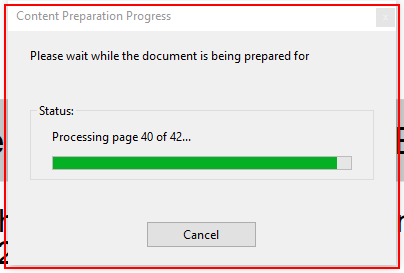 Content Preparation Progress
x
Please wait while the document is being prepared for
Status:
Processing page 40 of 42...
Cancel